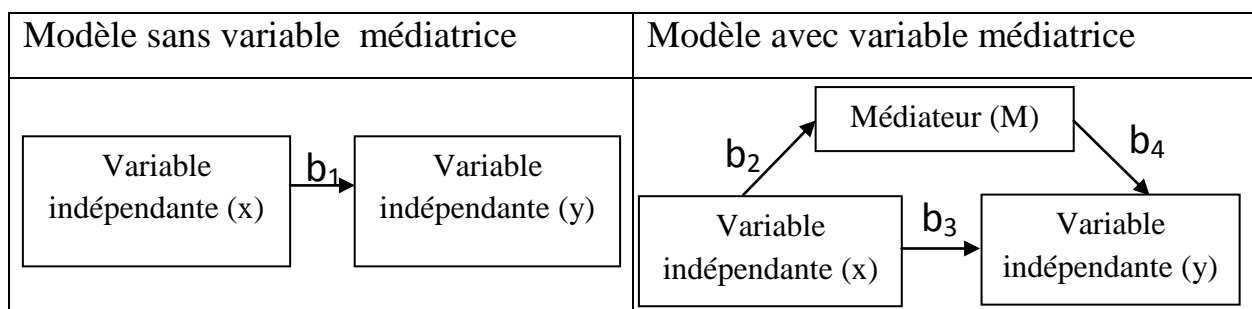 Modèle sans variable médiatrice
Modèle avec variable médiatrice
Variable
indépendante (x)
b1
Variable
indépendante (y)
Médiateur (M)
b2
b4
Variable
indépendante (x)
b3
Variable
indépendante (y)